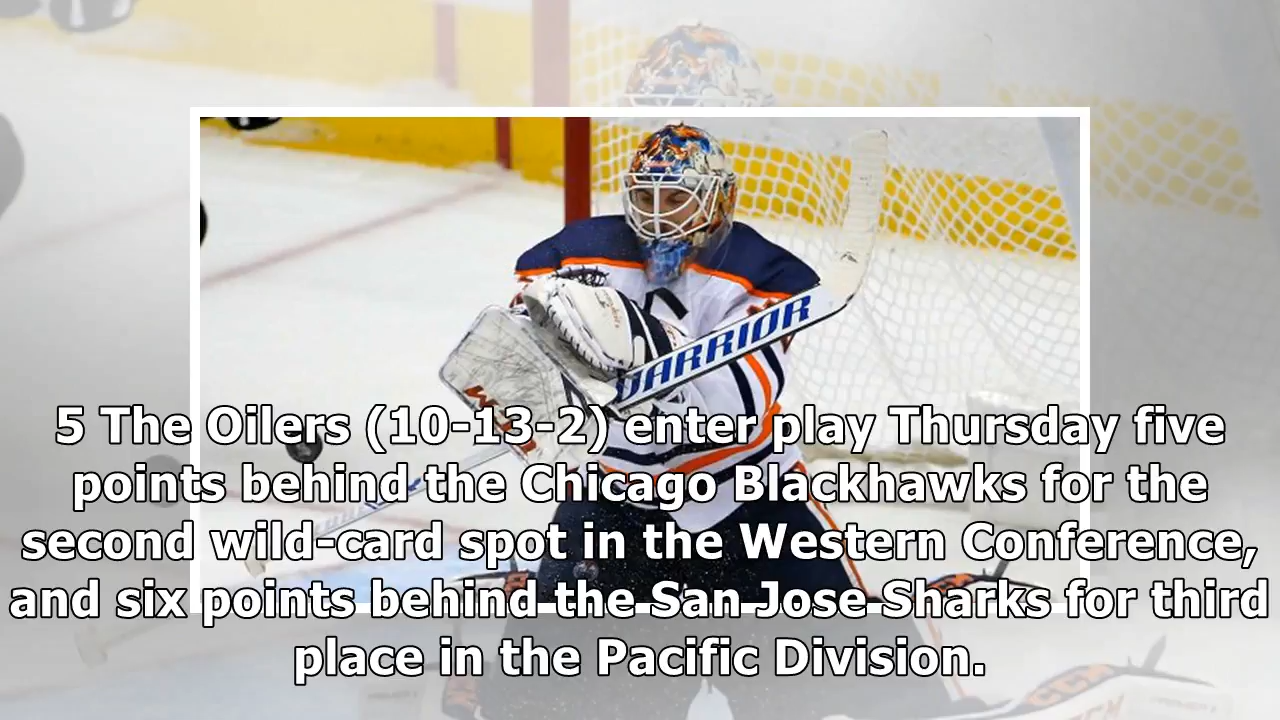 WARRIOR
5 The Oilers (10-13-2) enter play Thursday five
points behind the Chicago Blackhawks for the
second wild-card spot in the Western Conference,
and six points behind the San Jose Sharks for third
place in the Pacific Division.
CCM
CCM